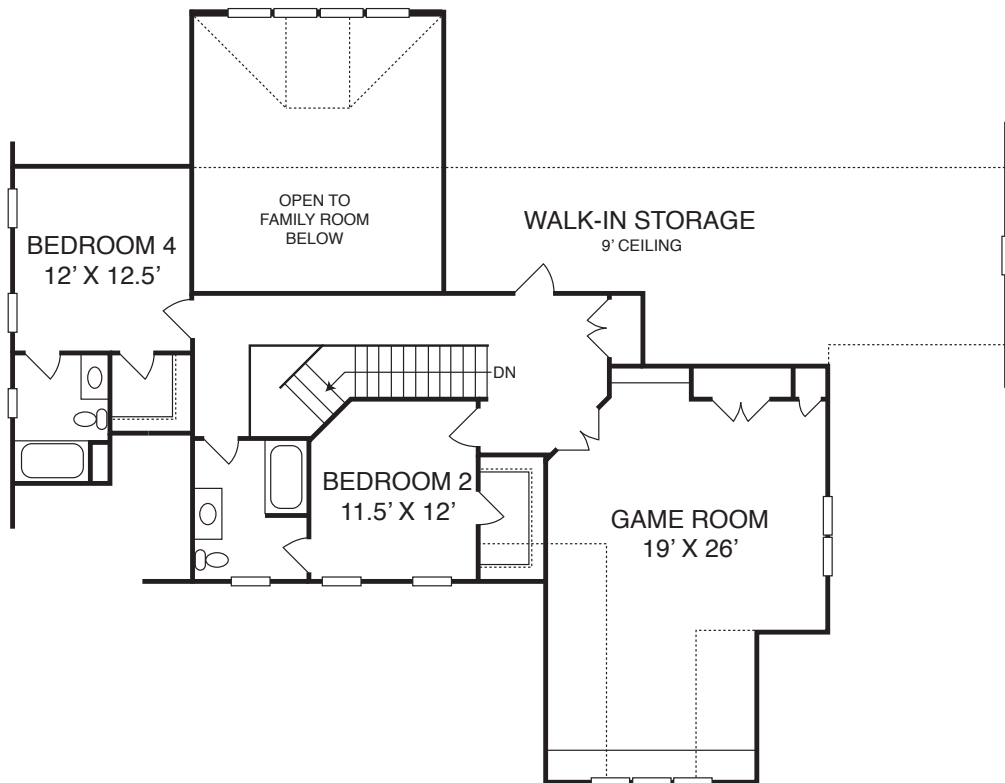 OPEN TO
FAMILY ROOM
BELOW
WALK-IN STORAGE
9’ CEILING
BEDROOM 4
12’ X 12.5’
DN
BEDROOM 2
11.5’ X 12’
GAME ROOM
19’ X 26’